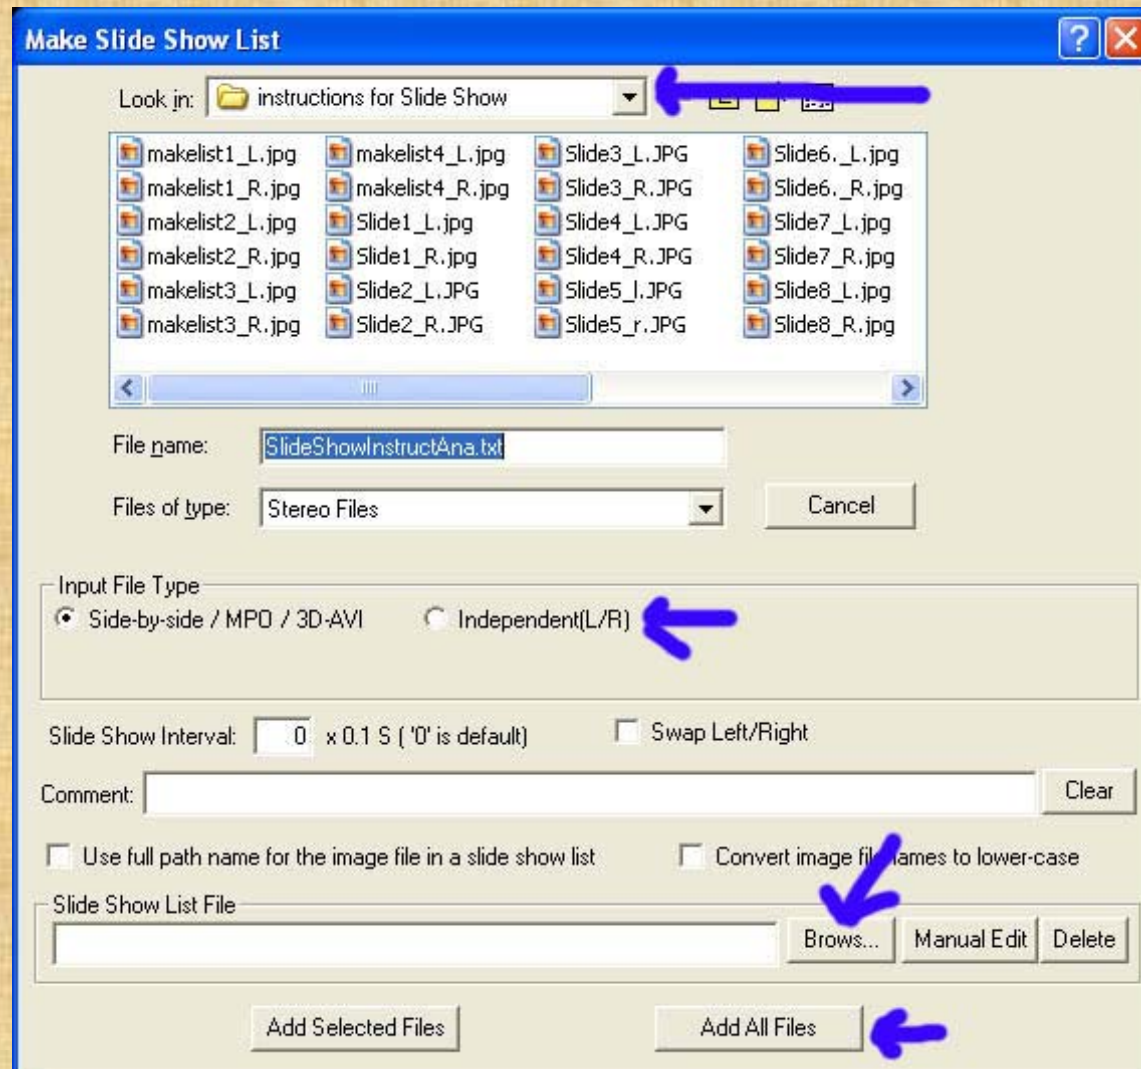 Make Slide Show List
Look in: instructions for Slide Show
makelist1_L.jpg makelist4_L.jpg Slide3_L.JPG Slide6._L.jpg
makelist1_R.jpg makelist4_R.jpg Slide3_R.JPG Slide6._R.jpg
makelist2_L.jpg Slide1_L.jpg Slide4_L.JPG Slide7_L.jpg
makelist2_R.jpg Slide1_R.jpg Slide4_R.JPG Slide7_R.jpg
makelist3_L.jpg Slide2_L.JPG Slide5_l.JPG Slide8_L.jpg
makelist3_R.jpg Slide2_R.JPG Slide5_r.JPG Slide8_R.jpg
File name: SlideShowInstructAna.txt
Files of type: Stereo Files Cancel
Input File Type
Side-by-side / MPO / 3D-AVI Independent(L/R)
Slide Show Interval: 0 x 0.1 S ( '0' is default) Swap Left/Right
Comment: Clear
Use full path name for the image file in a slide show list Convert image file names to lower-case
Slide Show List File
Brows... Manual Edit Delete
Add Selected Files Add All Files